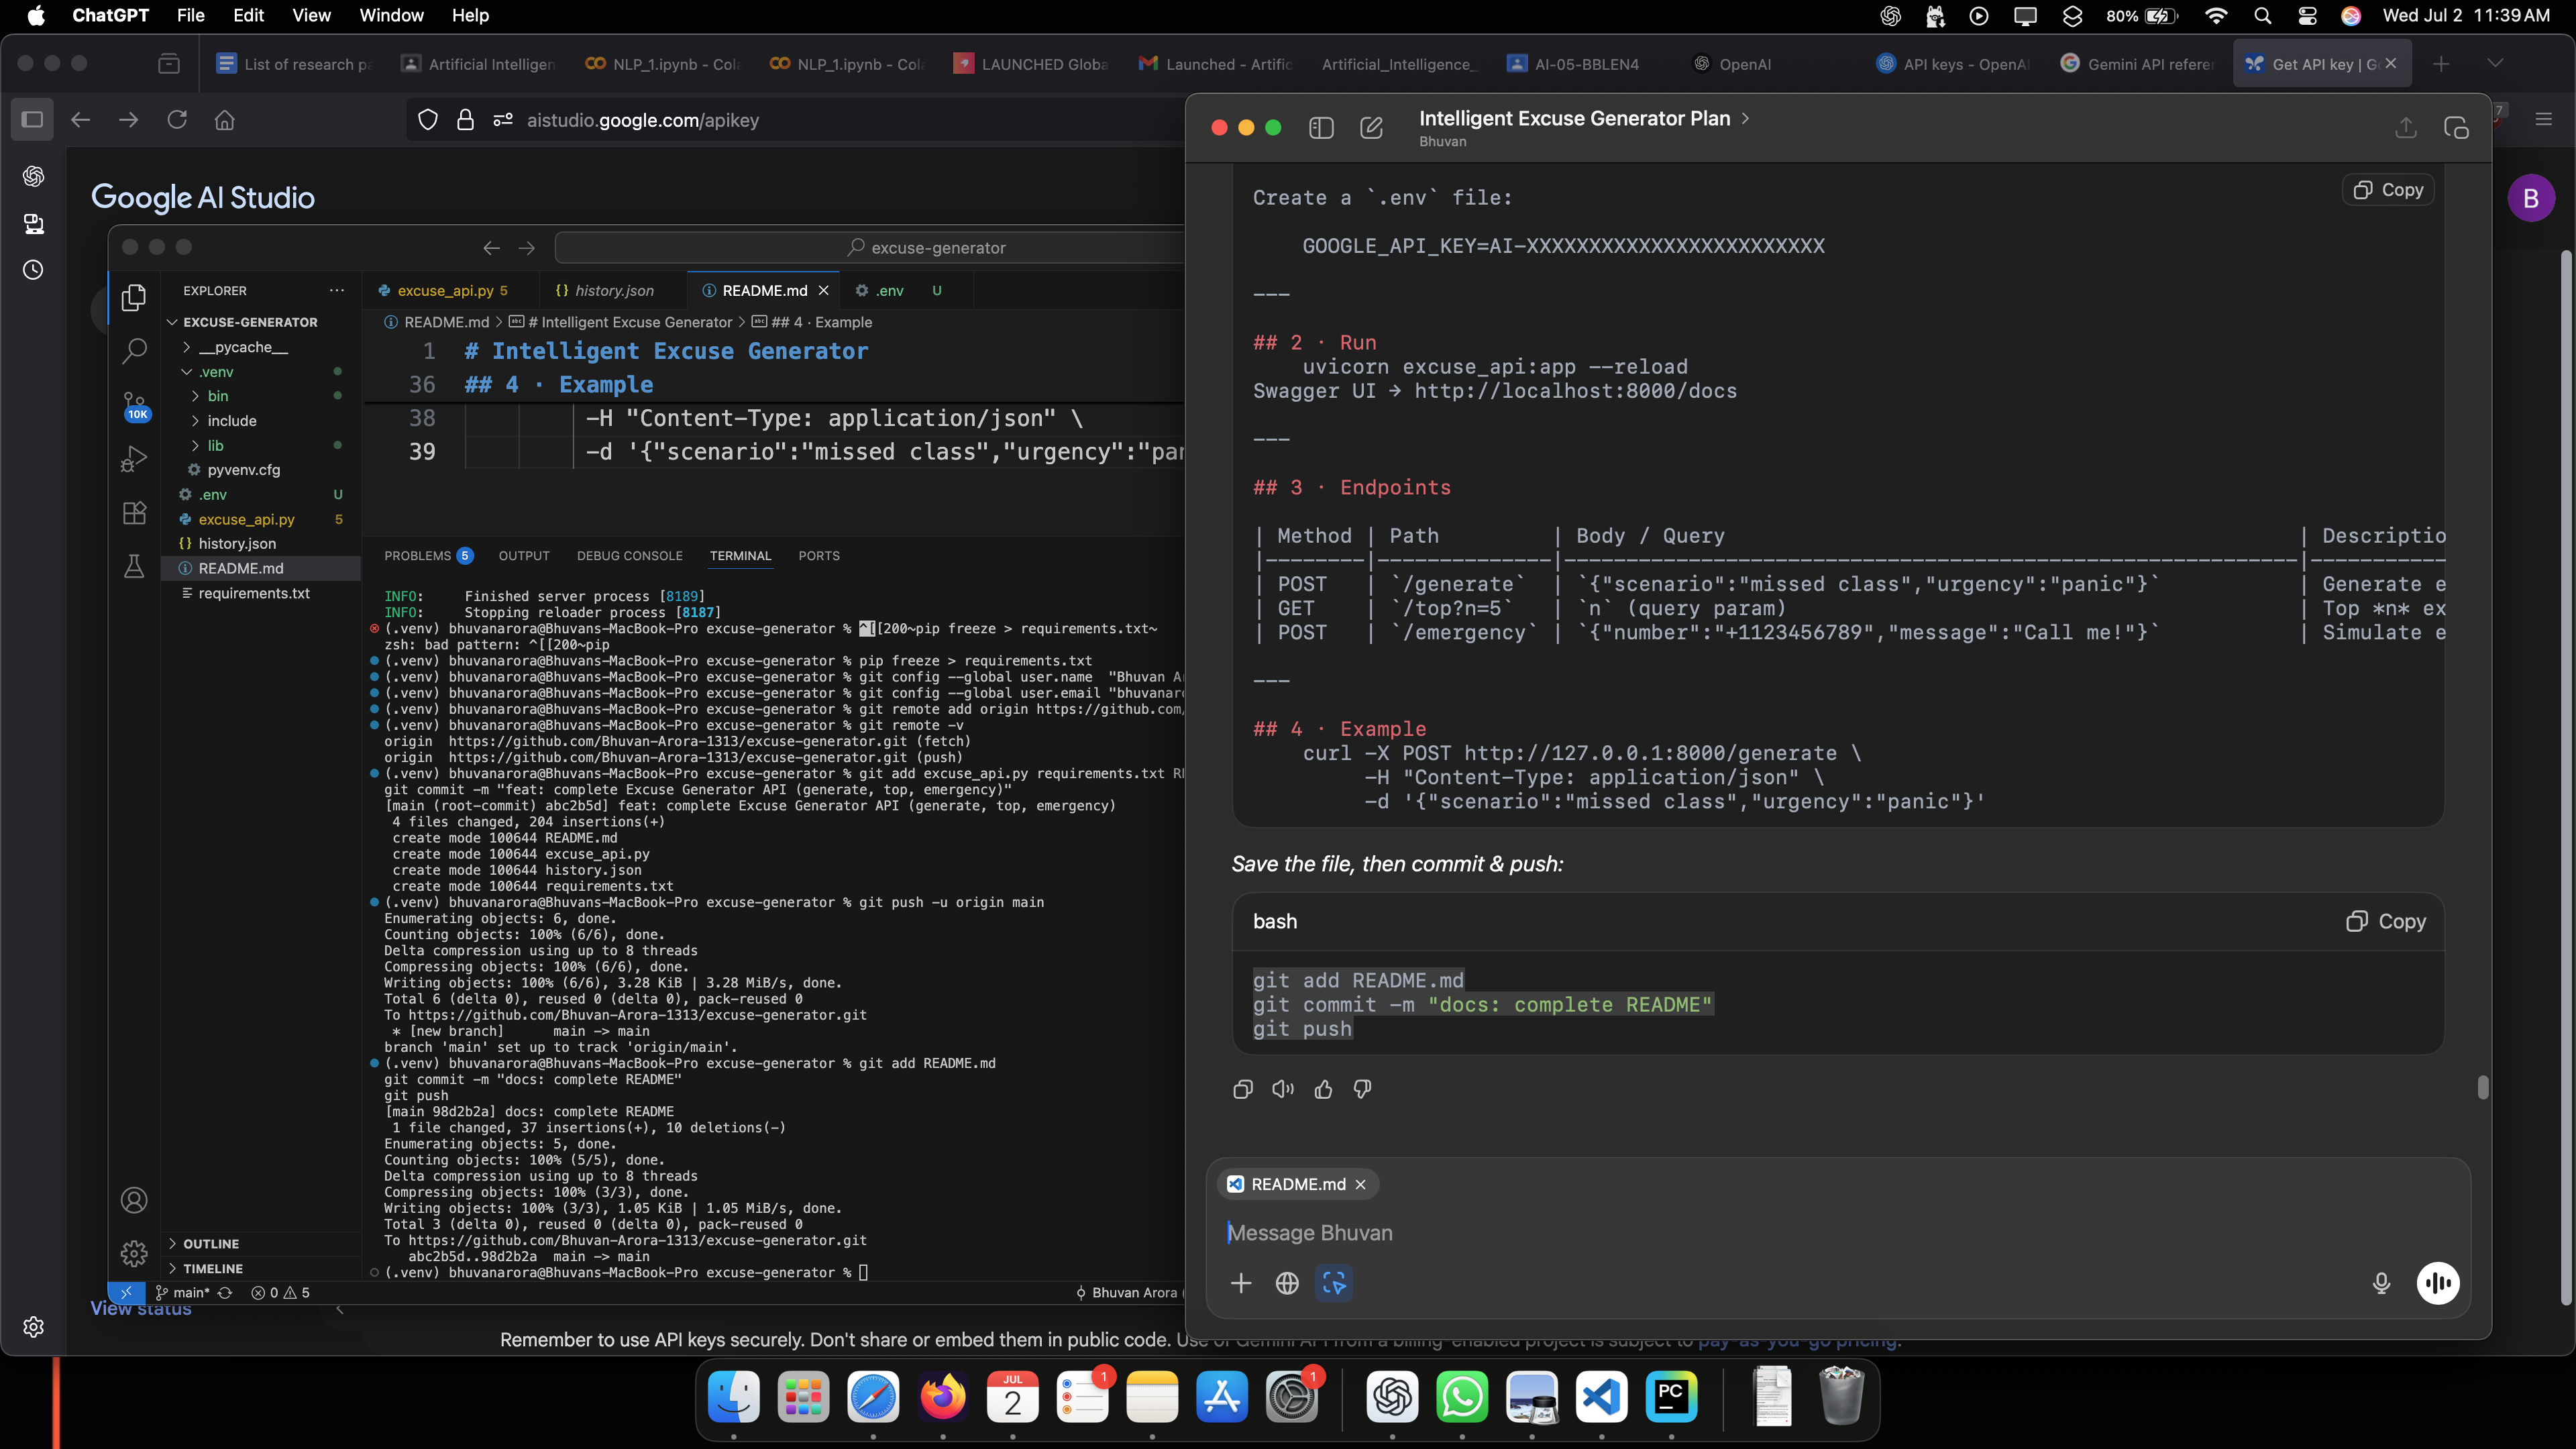 ChatGPT File Edit View Window Help
80%
Wed Jul 2 11:39 AM
List of research pa
Artificial Intelligen
NLP_1.ipynb - Cola
NLP_1.ipynb - Cola
LAUNCHED Globa
Launched - Artific
Artificial_Intelligence_
AI-05-BBLEN4
OpenAI
API keys - OpenAI
Gemini API referen
Get API key | G
aistudio.google.com/apikey
7
Google AI Studio
B
excuse-generator
EXPLORER
EXCUSE-GENERATOR
__pycache__
.venv
bin
include
lib
pyvenv.cfg
.env U
excuse_api.py 5
history.json
README.md
requirements.txt
10K
OUTLINE
TIMELINE
excuse_api.py 5
history.json
README.md
.env U
README.md > # Intelligent Excuse Generator > ## 4 · Example
1 # Intelligent Excuse Generator
36 ## 4 · Example
38 -H "Content-Type: application/json" \
39 -d '{"scenario":"missed class","urgency":"pan
PROBLEMS 5 OUTPUT DEBUG CONSOLE TERMINAL PORTS
INFO: Finished server process [8189]
INFO: Stopping reloader process [8187]
(.venv) bhuvanarora@Bhuvans-MacBook-Pro excuse-generator % ^[[200~pip freeze > requirements.txt~
zsh: bad pattern: ^[[200~pip
(.venv) bhuvanarora@Bhuvans-MacBook-Pro excuse-generator % pip freeze > requirements.txt
(.venv) bhuvanarora@Bhuvans-MacBook-Pro excuse-generator % git config --global user.name "Bhuvan A
(.venv) bhuvanarora@Bhuvans-MacBook-Pro excuse-generator % git config --global user.email "bhuvanaro
(.venv) bhuvanarora@Bhuvans-MacBook-Pro excuse-generator % git remote add origin https://github.com/
(.venv) bhuvanarora@Bhuvans-MacBook-Pro excuse-generator % git remote -v
origin https://github.com/Bhuvan-Arora-1313/excuse-generator.git (fetch)
origin https://github.com/Bhuvan-Arora-1313/excuse-generator.git (push)
(.venv) bhuvanarora@Bhuvans-MacBook-Pro excuse-generator % git add excuse_api.py requirements.txt R
git commit -m "feat: complete Excuse Generator API (generate, top, emergency)"
[main (root-commit) abc2b5d] feat: complete Excuse Generator API (generate, top, emergency)
4 files changed, 204 insertions(+)
create mode 100644 README.md
create mode 100644 excuse_api.py
create mode 100644 history.json
create mode 100644 requirements.txt
(.venv) bhuvanarora@Bhuvans-MacBook-Pro excuse-generator % git push -u origin main
Enumerating objects: 6, done.
Counting objects: 100% (6/6), done.
Delta compression using up to 8 threads
Compressing objects: 100% (6/6), done.
Writing objects: 100% (6/6), 3.28 KiB | 3.28 MiB/s, done.
Total 6 (delta 0), reused 0 (delta 0), pack-reused 0
To https://github.com/Bhuvan-Arora-1313/excuse-generator.git
* [new branch] main -> main
branch 'main' set up to track 'origin/main'.
(.venv) bhuvanarora@Bhuvans-MacBook-Pro excuse-generator % git add README.md
git commit -m "docs: complete README"
git push
[main 98d2b2a] docs: complete README
1 file changed, 37 insertions(+), 10 deletions(-)
Enumerating objects: 5, done.
Counting objects: 100% (5/5), done.
Delta compression using up to 8 threads
Compressing objects: 100% (3/3), done.
Writing objects: 100% (3/3), 1.05 KiB | 1.05 MiB/s, done.
Total 3 (delta 0), reused 0 (delta 0), pack-reused 0
To https://github.com/Bhuvan-Arora-1313/excuse-generator.git
abc2b5d..98d2b2a main -> main
(.venv) bhuvanarora@Bhuvans-MacBook-Pro excuse-generator %
main* 0 5
Bhuvan Arora (
View status
Remember to use API keys securely. Don't share or embed them in public code. Use of Gemini API from a billing-enabled project is subject to pay-as-you-go pricing.
Intelligent Excuse Generator Plan >
Bhuvan
Copy
Create a `.env` file:
GOOGLE_API_KEY=AI-XXXXXXXXXXXXXXXXXXXXXXXX
---
## 2 · Run
uvicorn excuse_api:app --reload
Swagger UI → http://localhost:8000/docs
---
## 3 · Endpoints
| Method | Path | Body / Query | Descriptio
|--------|--------------|-----------------------------------------------------------|----------
| POST | `/generate` | `{"scenario":"missed class","urgency":"panic"}` | Generate e
| GET | `/top?n=5` | `n` (query param) | Top *n* ex
| POST | `/emergency` | `{"number":"+1123456789","message":"Call me!"}` | Simulate e
---
## 4 · Example
curl -X POST http://127.0.0.1:8000/generate \
-H "Content-Type: application/json" \
-d '{"scenario":"missed class","urgency":"panic"}'
Save the file, then commit & push:
bash
Copy
git add README.md
git commit -m "docs: complete README"
git push
README.md
Message Bhuvan
JUL
2
1
1
PC